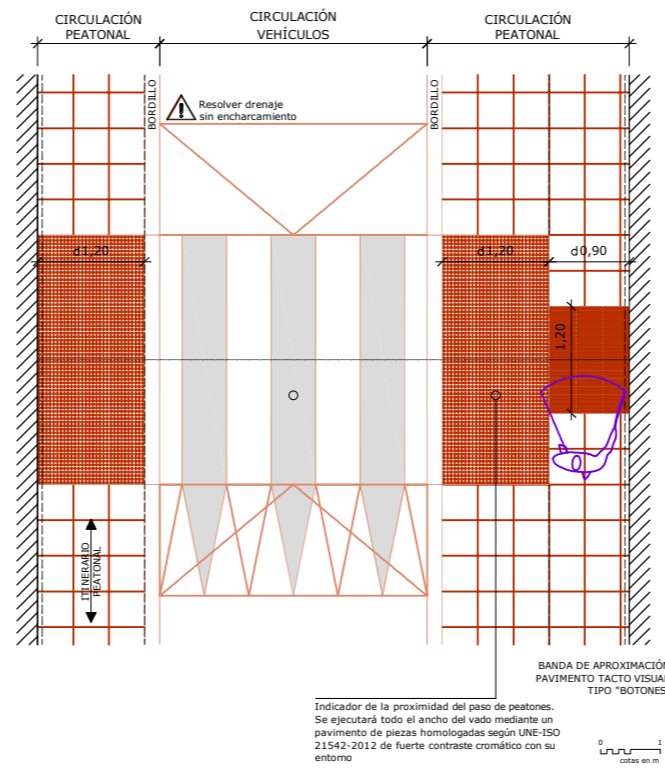 CIRCULACIÓN
PEATONAL
CIRCULACIÓN
VEHÍCULOS
CIRCULACIÓN
PEATONAL
BORDILLO
Resolver drenaje
sin encharcamiento
BORDILLO
d1,20
d1,20
d0,90
1,20
ITINERARIO
PEATONAL
BANDA DE APROXIMACIÓN
PAVIMENTO TACTO VISUAL
TIPO "BOTONES
Indicador de la proximidad del paso de peatones.
Se ejecutará todo el ancho del vado mediante un
pavimento de piezas homologadas según UNE-ISO
21542-2012 de fuerte contraste cromático con su
entorno
0 1
cotas en m